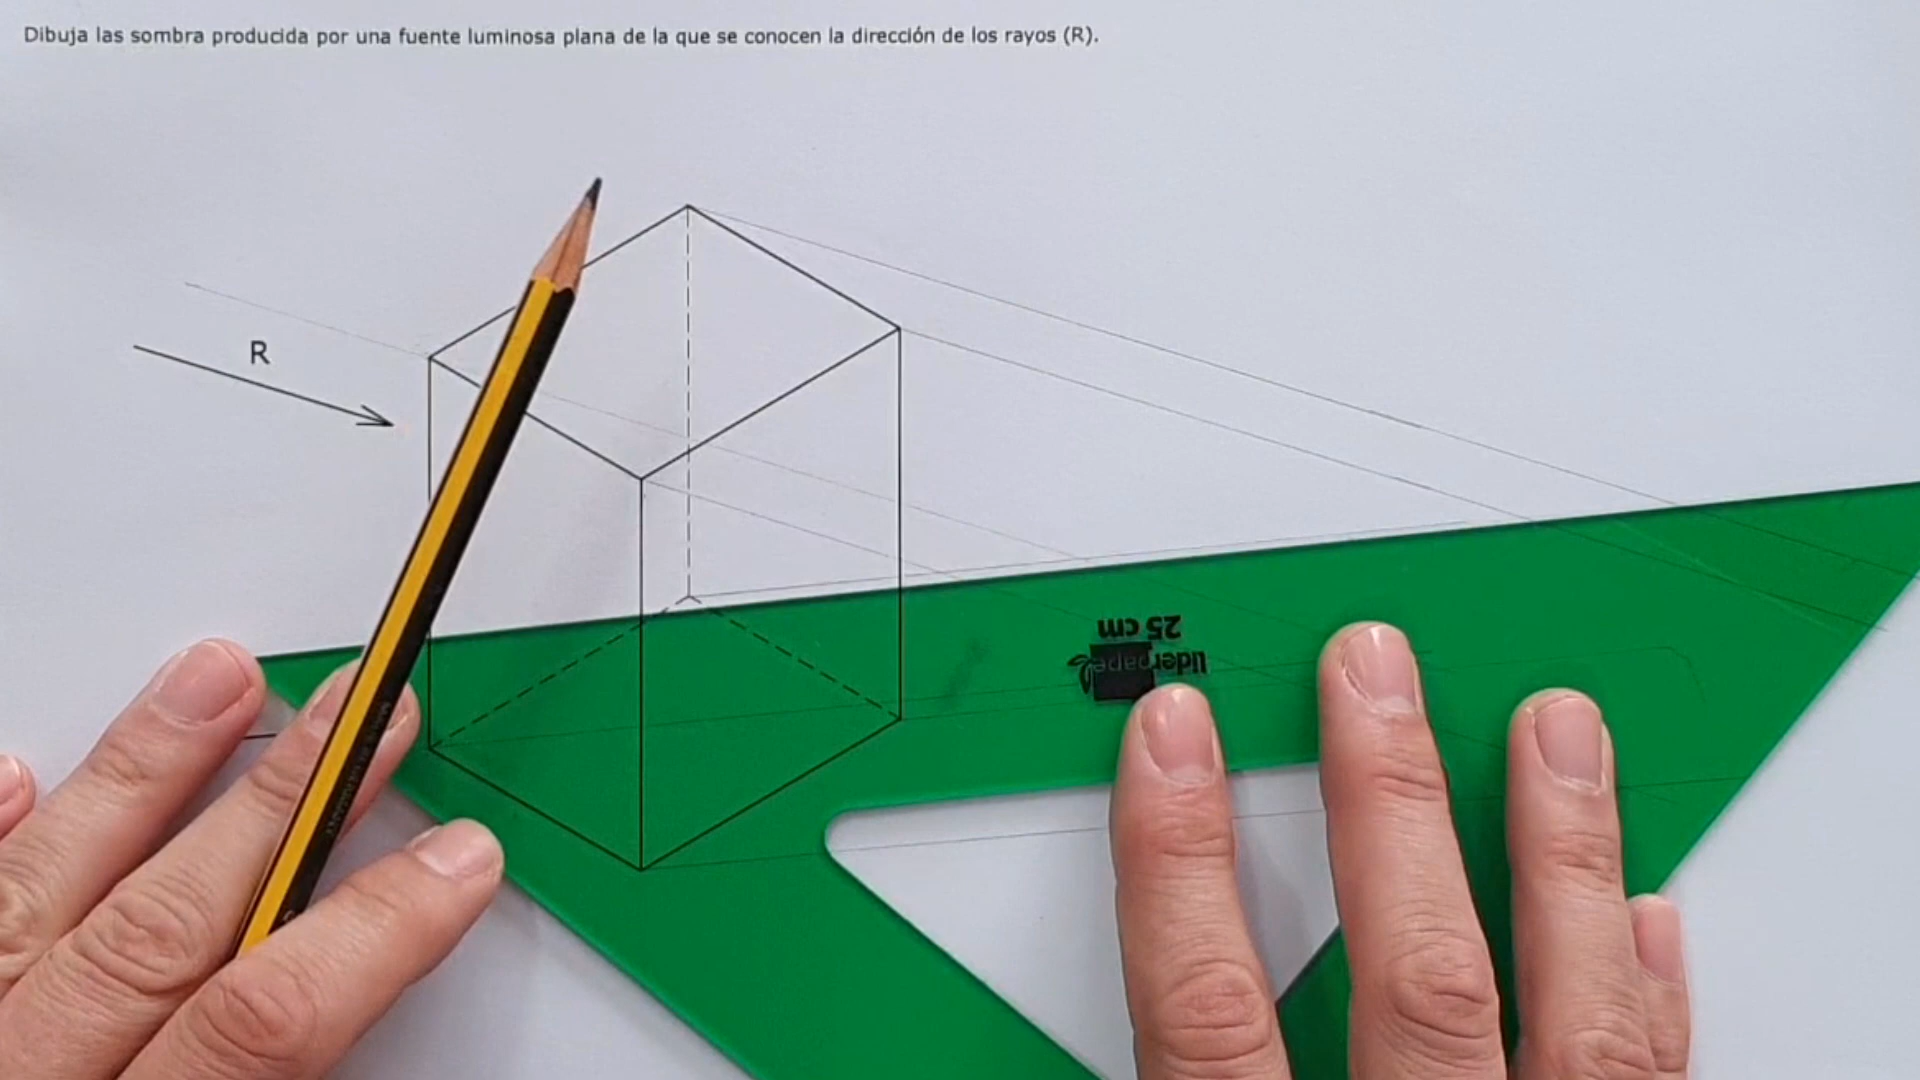 Dibuja las sombra producida por una fuente luminosa plana de la que se conocen la dirección de los rayos (R).
R
25 cm
liderpapel